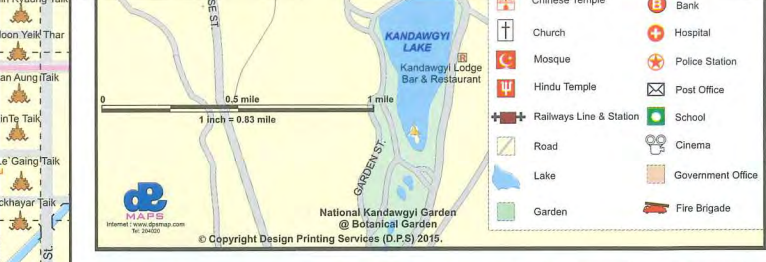 Yeik Thar
Aung Taik
Taik
Taik
Taik
St.
SE ST.
KANDAWGYI
LAKE
R
Kandawgyi Lodge
Bar & Restaurant
0 0.5 mile 1 mile
1 inch = 0.83 mile
GARDEN ST.
National Kandawgyi Garden
@ Botanical Garden
dp
MAPS
Internet : www.dpsmap.com
Tel: 204020
© Copyright Design Printing Services (D.P.S) 2015.
Chinese Temple
Church
Mosque
Hindu Temple
Railways Line & Station
Road
Lake
Garden
B Bank
Hospital
Police Station
Post Office
School
Cinema
Government Office
Fire Brigade